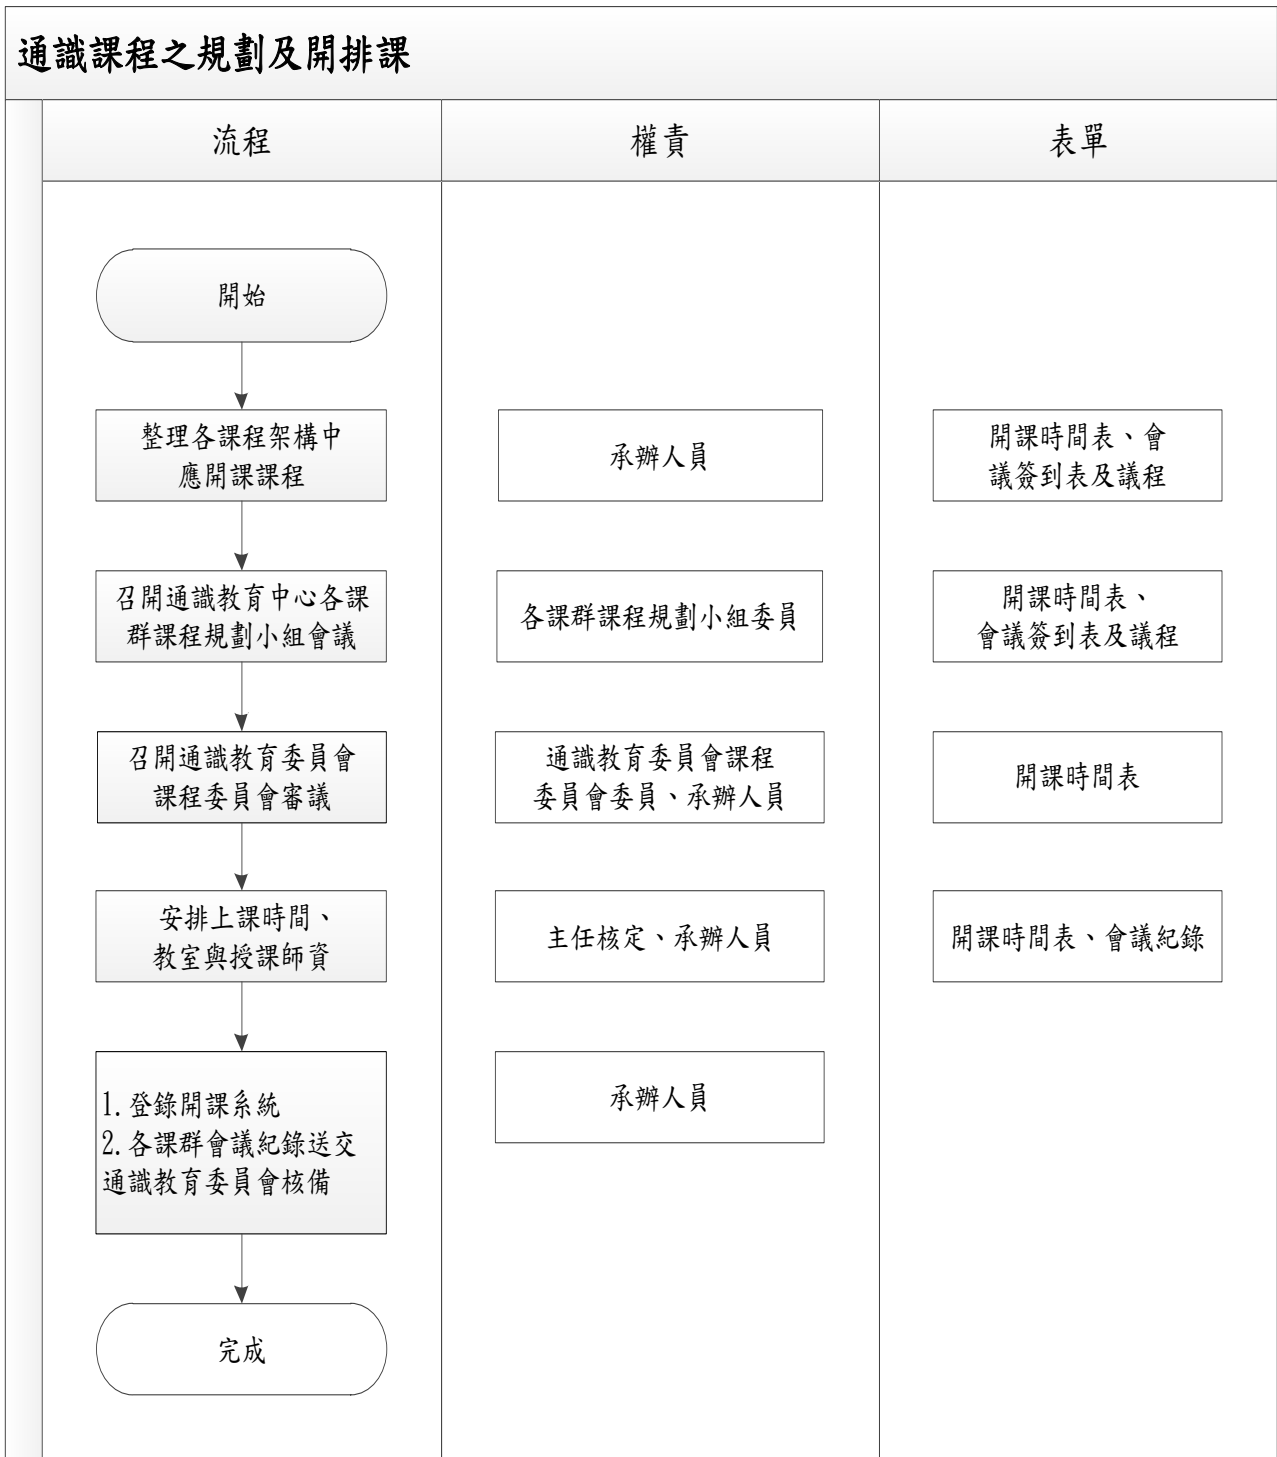 通識課程之規劃及開排課
流程
權責
表單
開始
整理各課程架構中
應開課課程
承辦人員
開課時間表、會
議簽到表及議程
召開通識教育中心各課
群課程規劃小組會議
各課群課程規劃小組委員
開課時間表、
會議簽到表及議程
召開通識教育委員會
課程委員會審議
通識教育委員會課程
委員會委員、承辦人員
開課時間表
安排上課時間、
教室與授課師資
主任核定、承辦人員
開課時間表、會議紀錄
1. 登錄開課系統
2. 各課群會議紀錄送交
通識教育委員會核備
承辦人員
完成